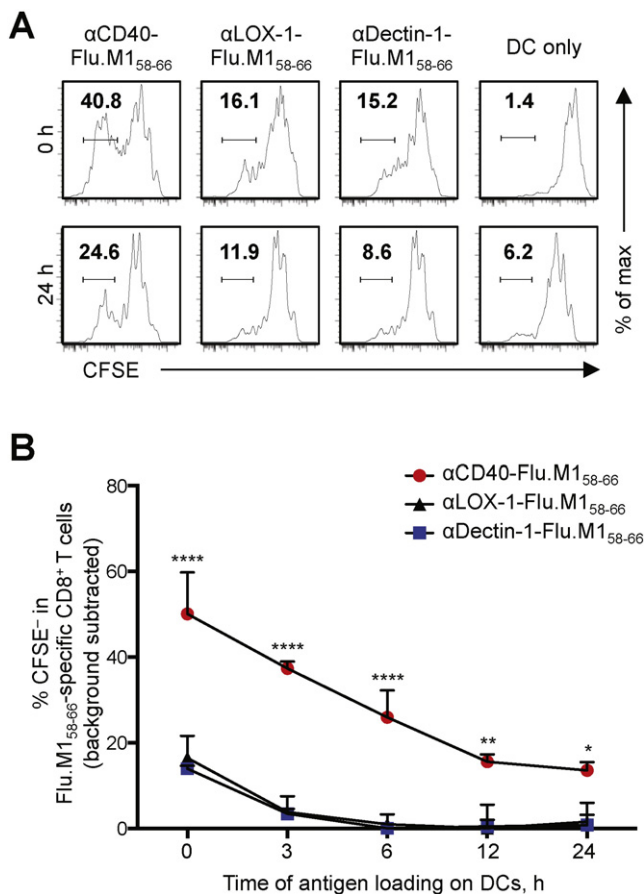 A
αCD40-
Flu.M1₅₈₋₆₆
αLOX-1-
Flu.M1₅₈₋₆₆
αDectin-1-
Flu.M1₅₈₋₆₆
DC only
0 h
40.8
16.1
15.2
1.4
24 h
24.6
11.9
8.6
6.2
% of max
CFSE
B
αCD40-Flu.M1₅₈₋₆₆
αLOX-1-Flu.M1₅₈₋₆₆
αDectin-1-Flu.M1₅₈₋₆₆
% CFSE⁻ in
Flu.M1₅₈₋₆₆-specific CD8⁺ T cells
(background subtracted)
80
60
40
20
0
****
****
****
**
*
0 3 6 12 24
Time of antigen loading on DCs, h